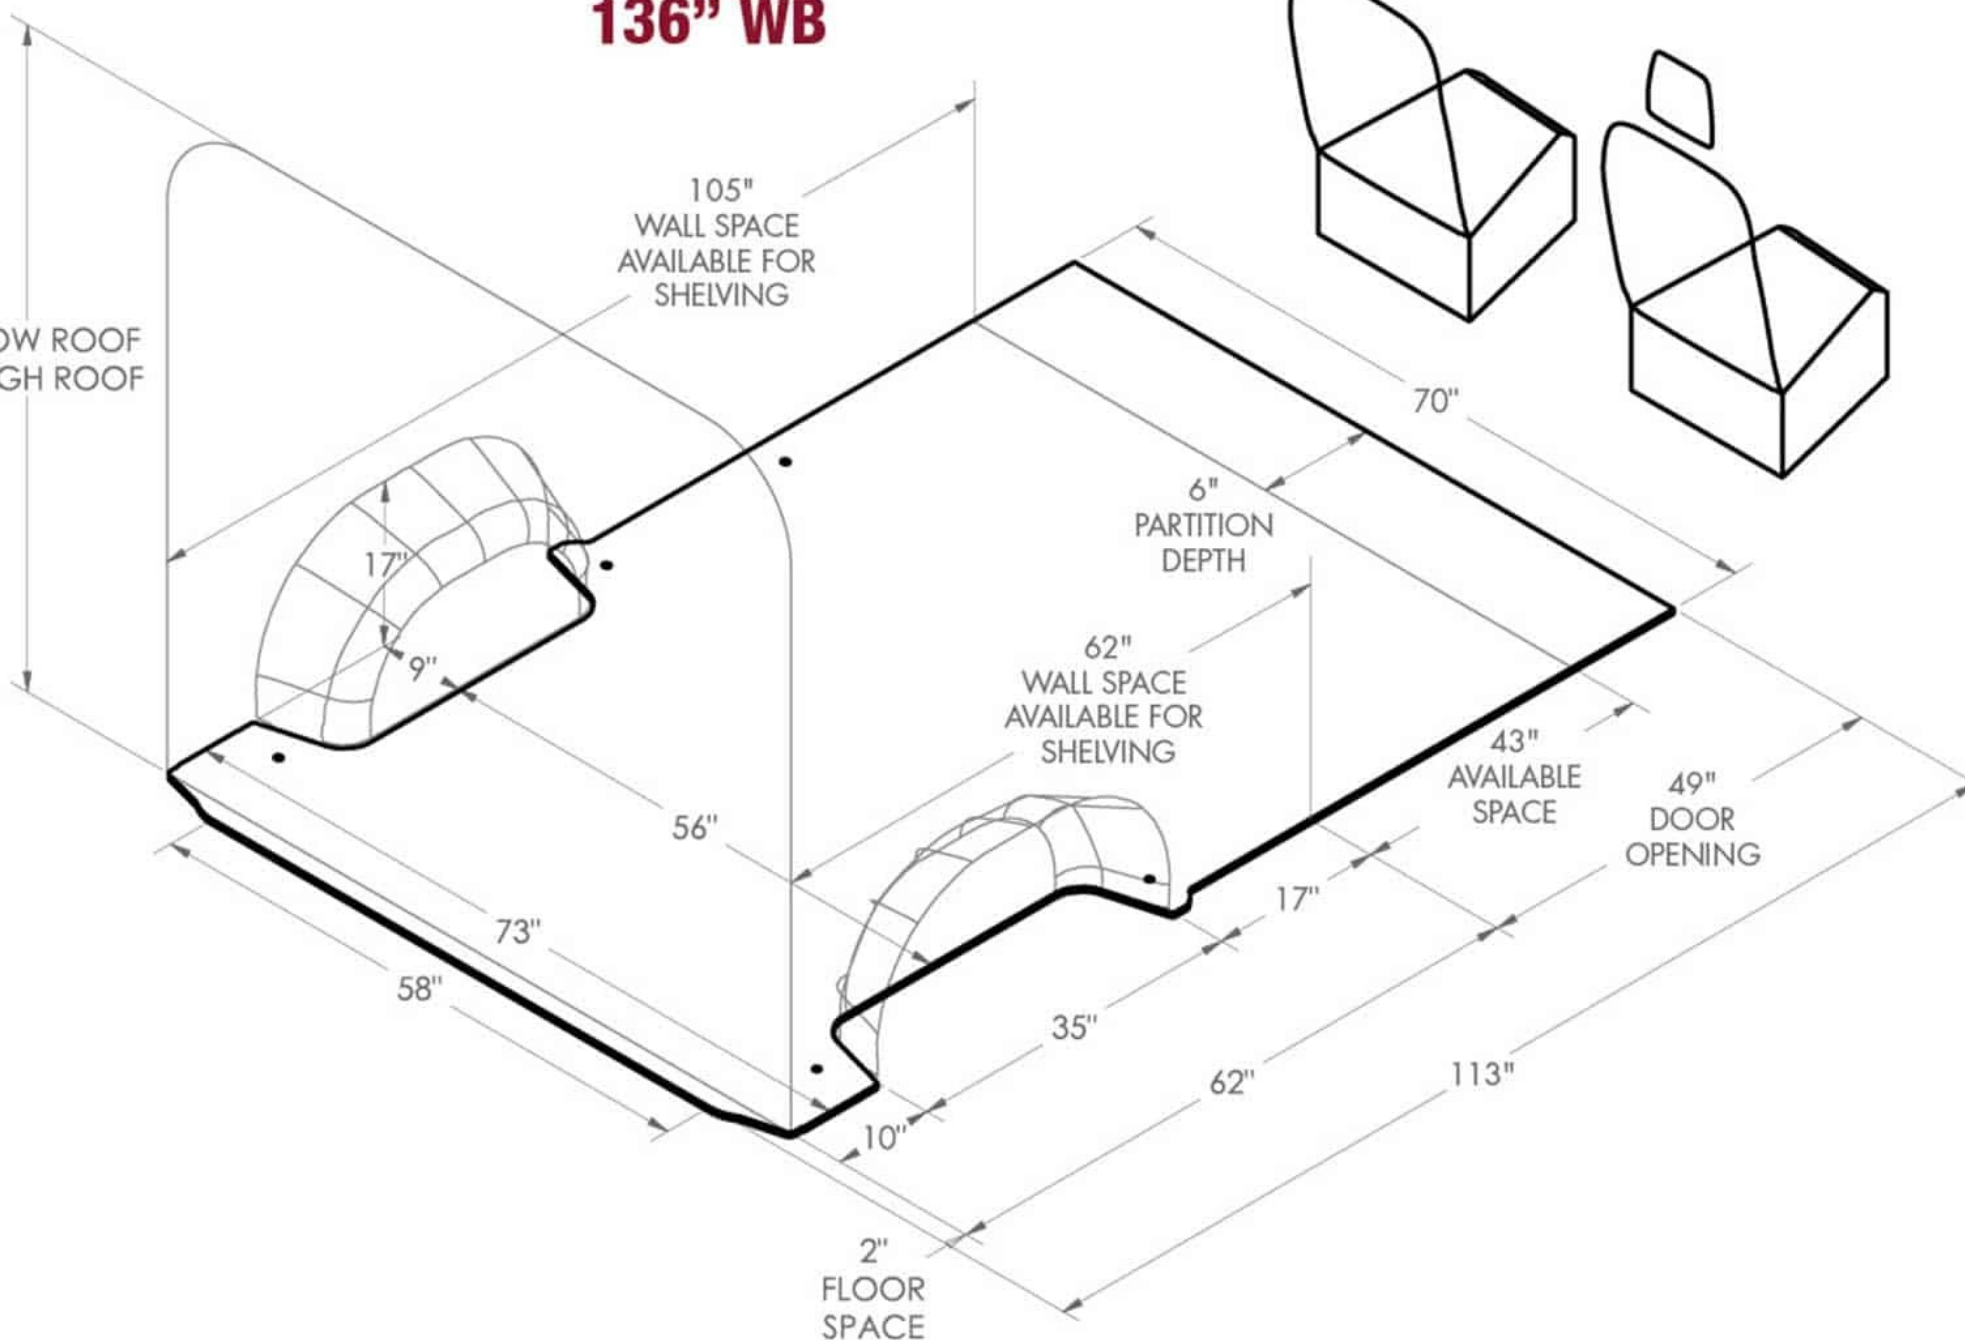 136” WB
105"
WALL SPACE
AVAILABLE FOR
SHELVING
ROOF
ROOF
70"
6"
PARTITION
DEPTH
17"
9"
62"
WALL SPACE
AVAILABLE FOR
SHELVING
43"
AVAILABLE
SPACE
49"
DOOR
OPENING
56"
73"
58"
17"
35"
62"
113"
10"
2"
FLOOR
SPACE